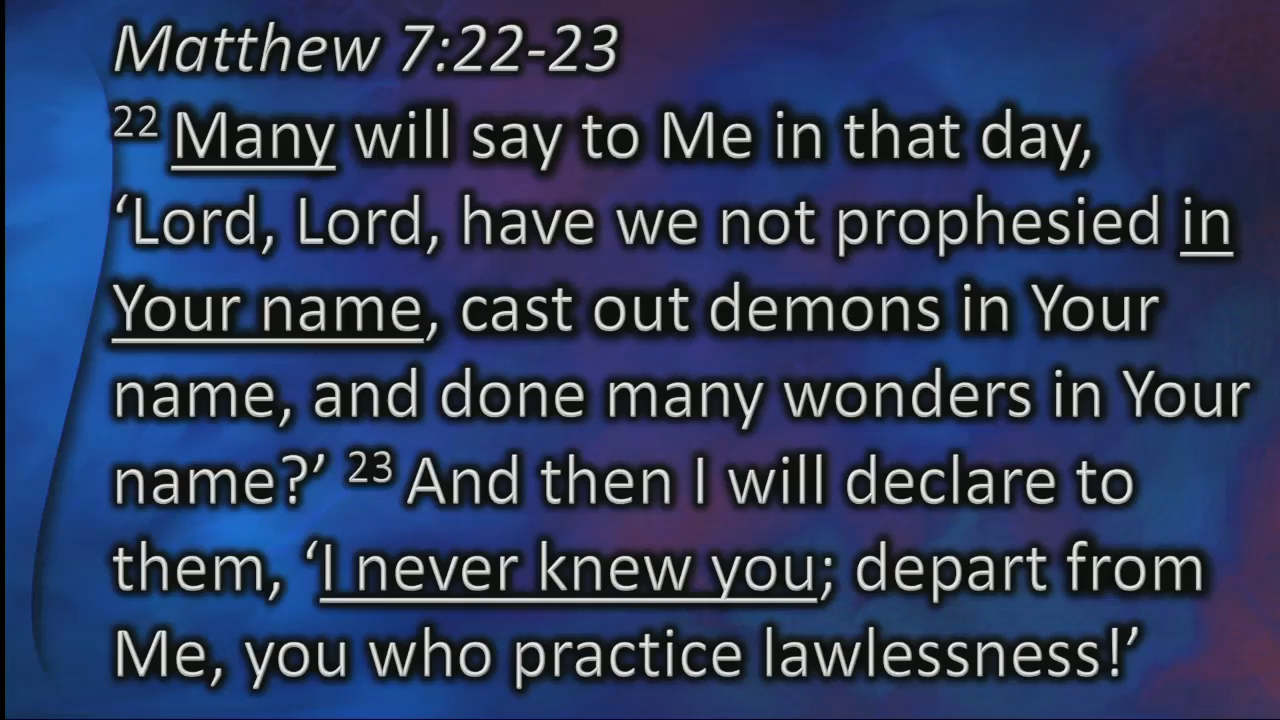 Matthew 7:22-23
22 Many will say to Me in that day,
‘Lord, Lord, have we not prophesied in
Your name, cast out demons in Your
name, and done many wonders in Your
name?’ 23 And then I will declare to
them, ‘I never knew you; depart from
Me, you who practice lawlessness!’